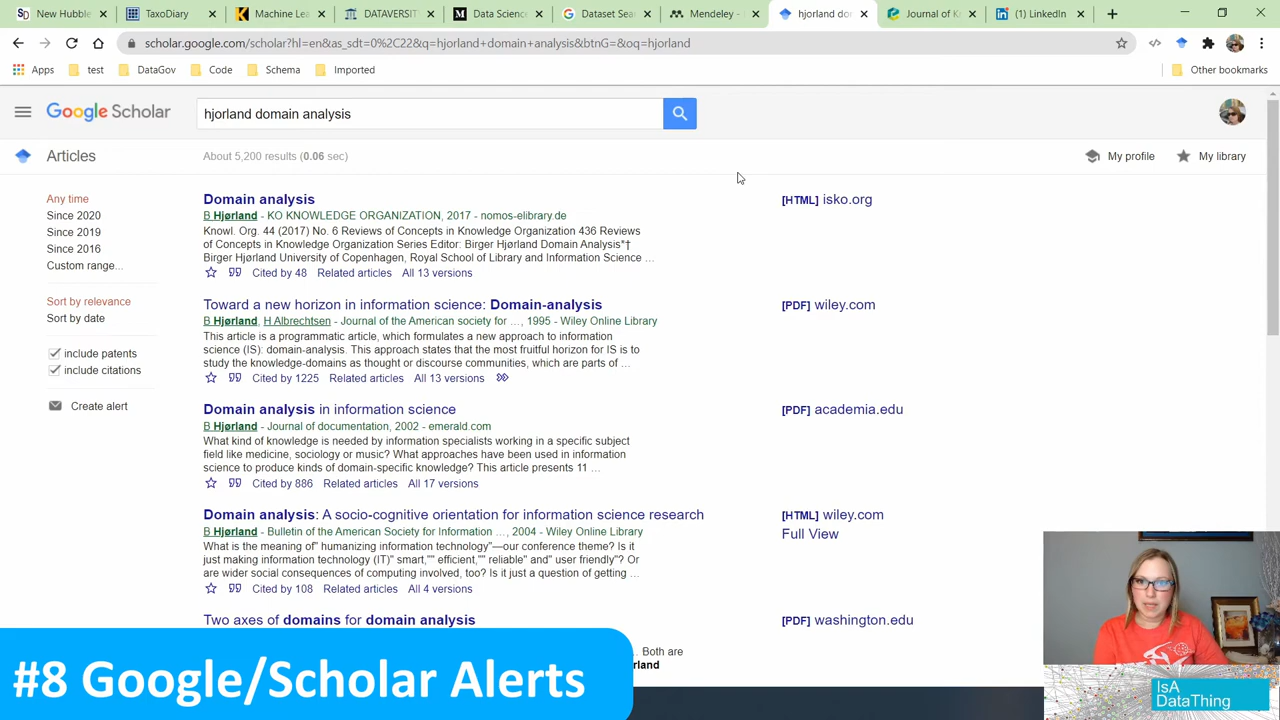 New Hubble
TaxoDiary
Machine Lea
DATAVERSIT
Data Science
Dataset Sea
Mendeley -
hjorland dom
Journal of K
(1) LinkedIn
scholar.google.com/scholar?hl=en&as_sdt=0%2C22&q=hjorland+domain+analysis&btnG=&oq=hjorland
Apps test DataGov Code Schema Imported Other bookmarks
Google Scholar
hjorland domain analysis
Articles
About 5,200 results (0.06 sec)
My profile
My library
Any time
Since 2020
Since 2019
Since 2016
Custom range...
Sort by relevance
Sort by date
include patents
include citations
Create alert
Domain analysis
B Hjørland - KO KNOWLEDGE ORGANIZATION, 2017 - nomos-elibrary.de
Knowl. Org. 44 (2017) No. 6 Reviews of Concepts in Knowledge Organization 436 Reviews
of Concepts in Knowledge Organization Series Editor: Birger Hjørland Domain Analysis*†
Birger Hjørland University of Copenhagen, Royal School of Library and Information Science ...
Cited by 48 Related articles All 13 versions
[HTML] isko.org
Toward a new horizon in information science: Domain-analysis
B Hjørland, H Albrechtsen - Journal of the American society for ..., 1995 - Wiley Online Library
This article is a programmatic article, which formulates a new approach to information
science (IS): domain-analysis. This approach states that the most fruitful horizon for IS is to
study the knowledge-domains as thought or discourse communities, which are parts of ...
Cited by 1225 Related articles All 13 versions
[PDF] wiley.com
Domain analysis in information science
B Hjørland - Journal of documentation, 2002 - emerald.com
What kind of knowledge is needed by information specialists working in a specific subject
field like medicine, sociology or music? What approaches have been used in information
science to produce kinds of domain-specific knowledge? This article presents 11 ...
Cited by 886 Related articles All 17 versions
[PDF] academia.edu
Domain analysis: A socio-cognitive orientation for information science research
B Hjørland - Bulletin of the American Society for Information ..., 2004 - Wiley Online Library
What is the meaning of" humanizing information technology"—our conference theme? Is it
just making information technology (IT)" smart,"" efficient,"" reliable" and" user friendly"? Or
are wider social consequences of computing involved, too? Is it just a question of getting ...
Cited by 108 Related articles All 4 versions
[HTML] wiley.com
Full View
Two axes of domains for domain analysis
[PDF] washington.edu
... Both are
rland
#8 Google/Scholar Alerts
IsA
DataThing